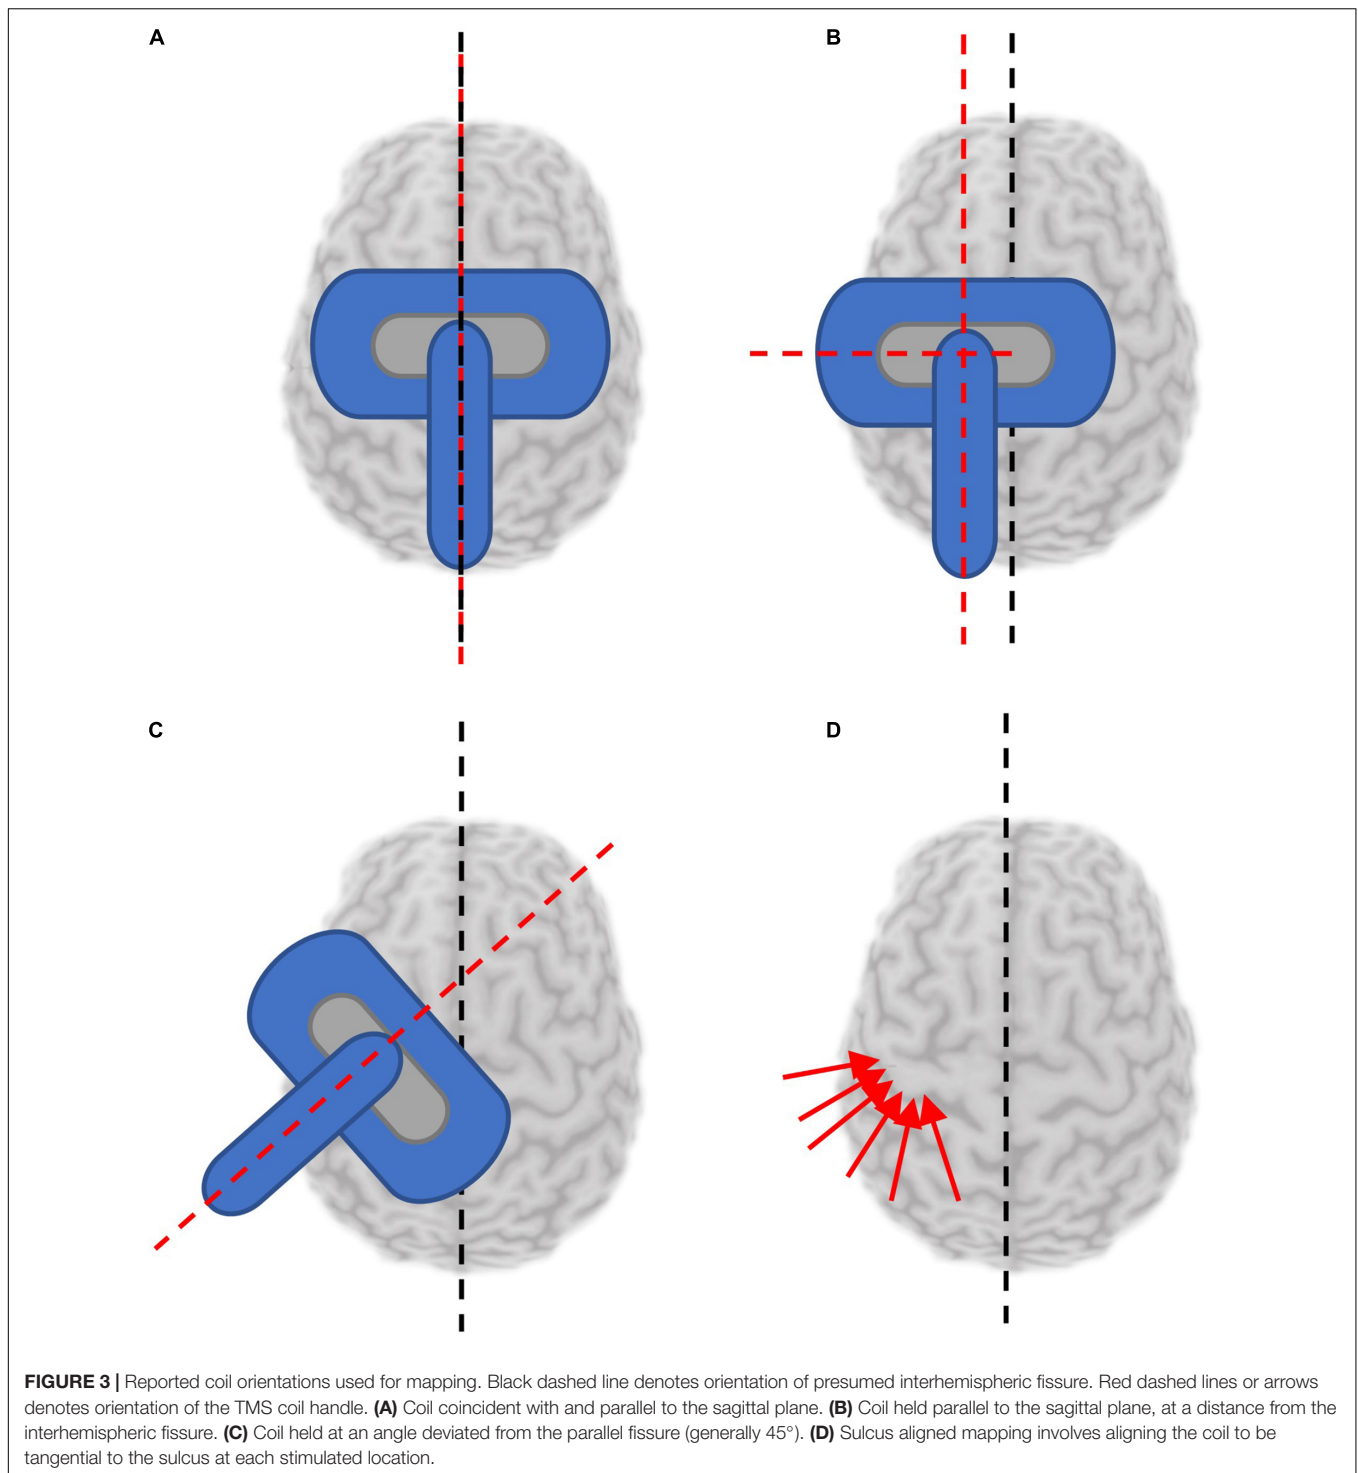 A
B
C
D
FIGURE 3 | Reported coil orientations used for mapping. Black dashed line denotes orientation of presumed interhemispheric fissure. Red dashed lines or arrows
denotes orientation of the TMS coil handle. (A) Coil coincident with and parallel to the sagittal plane. (B) Coil held parallel to the sagittal plane, at a distance from the
interhemispheric fissure. (C) Coil held at an angle deviated from the parallel fissure (generally 45°). (D) Sulcus aligned mapping involves aligning the coil to be
tangential to the sulcus at each stimulated location.